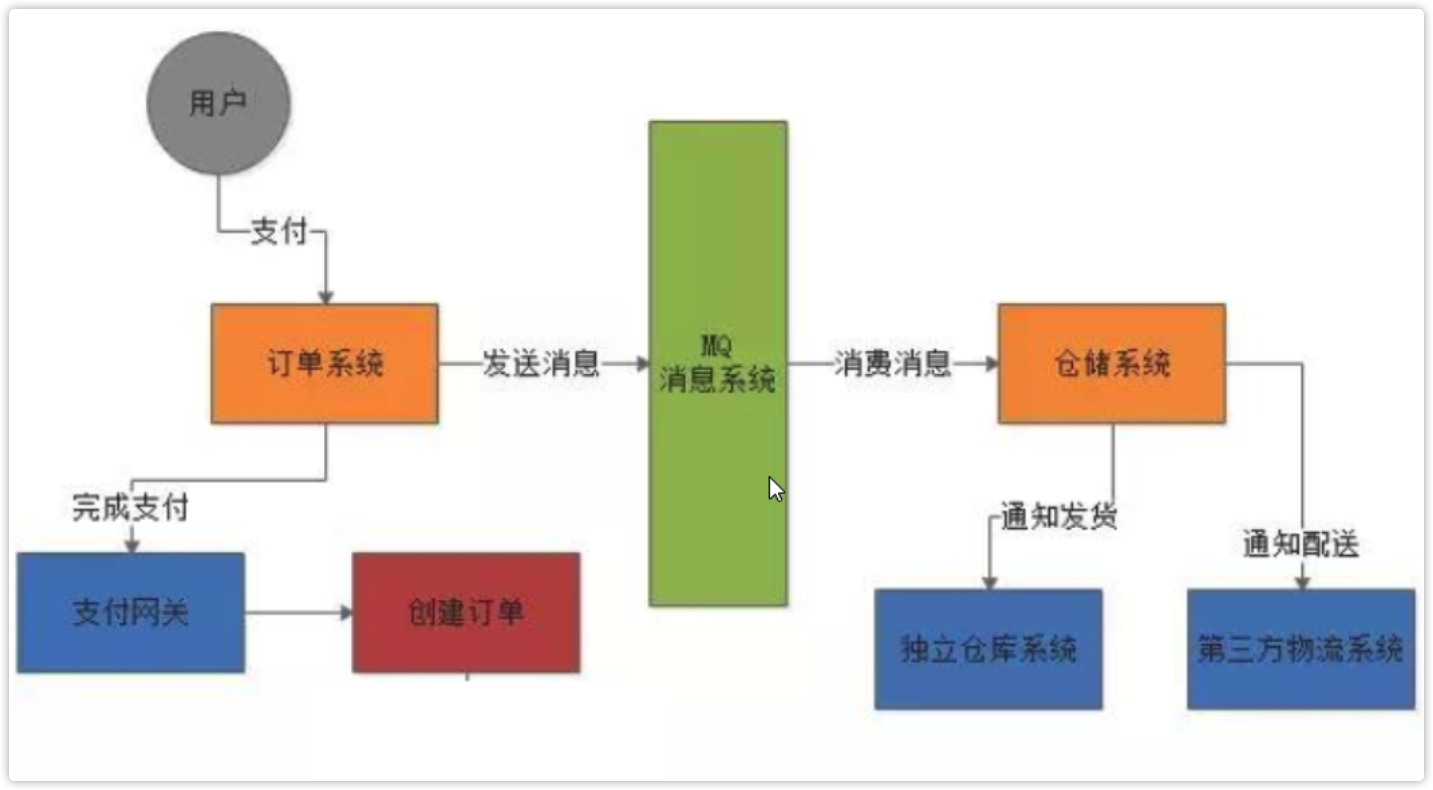 用户
支付
订单系统
发送消息
MQ
消息系统
消费消息
仓储系统
完成支付
通知发货
通知配送
支付网关
创建订单
独立仓库系统
第三方物流系统